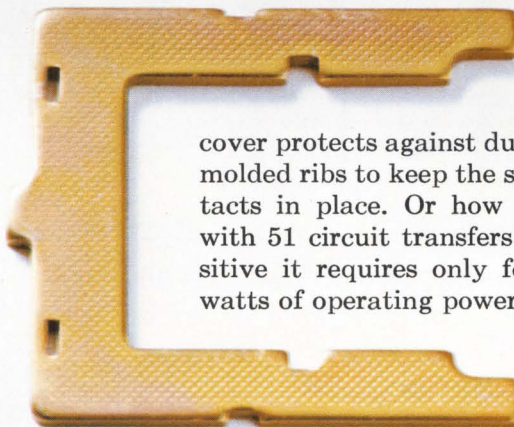 cover protects against du
molded ribs to keep the s
tacts in place. Or how
with 51 circuit transfers
sitive it requires only fo
watts of operating power